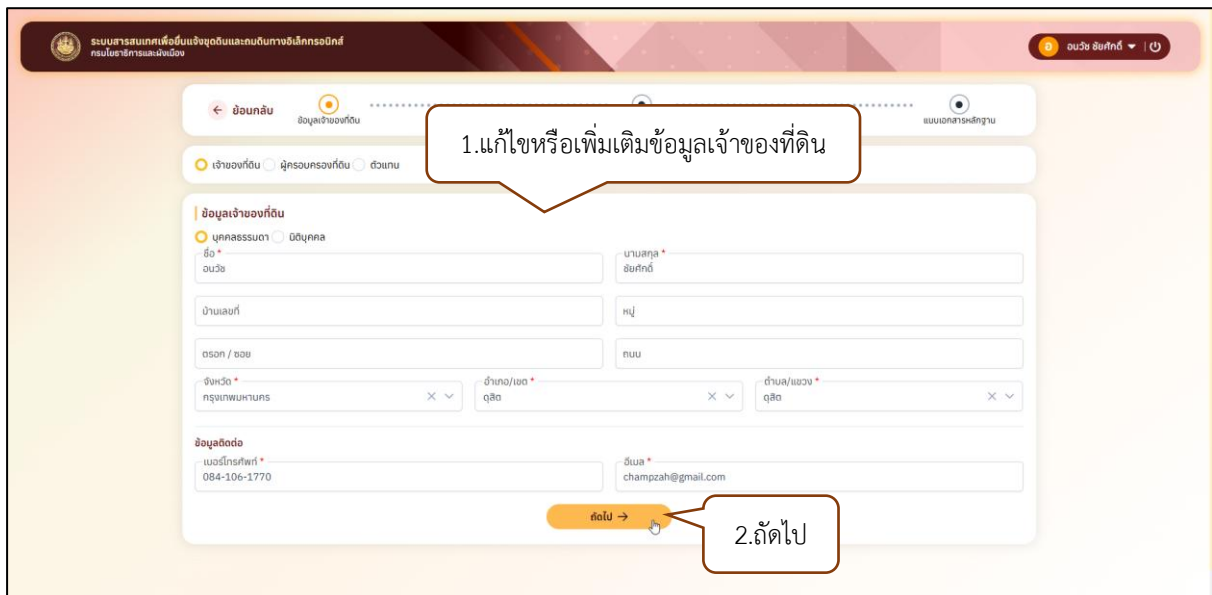 ระบบสารสนเทศเพื่อยื่นแจ้งขุดดินและถมดินทางอิเล็กทรอนิกส์
กรมโยธาธิการและผังเมือง
อ อนวัช ชัยศักดิ์
ย้อนกลับ
ข้อมูลเจ้าของที่ดิน
แนบเอกสารหลักฐาน
1.แก้ไขหรือเพิ่มเติมข้อมูลเจ้าของที่ดิน
เจ้าของที่ดิน ผู้ครอบครองที่ดิน ตัวแทน
ข้อมูลเจ้าของที่ดิน
บุคคลธรรมดา นิติบุคคล
ชื่อ * นามสกุล *
อนวัช ชัยศักดิ์
บ้านเลขที่ หมู่
ตรอก / ซอย ถนน
จังหวัด * อำเภอ/เขต * ตำบล/แขวง *
กรุงเทพมหานคร ดุสิต ดุสิต
ข้อมูลติดต่อ
เบอร์โทรศัพท์ * อีเมล *
084-106-1770 champzah@gmail.com
ถัดไป →
2.ถัดไป